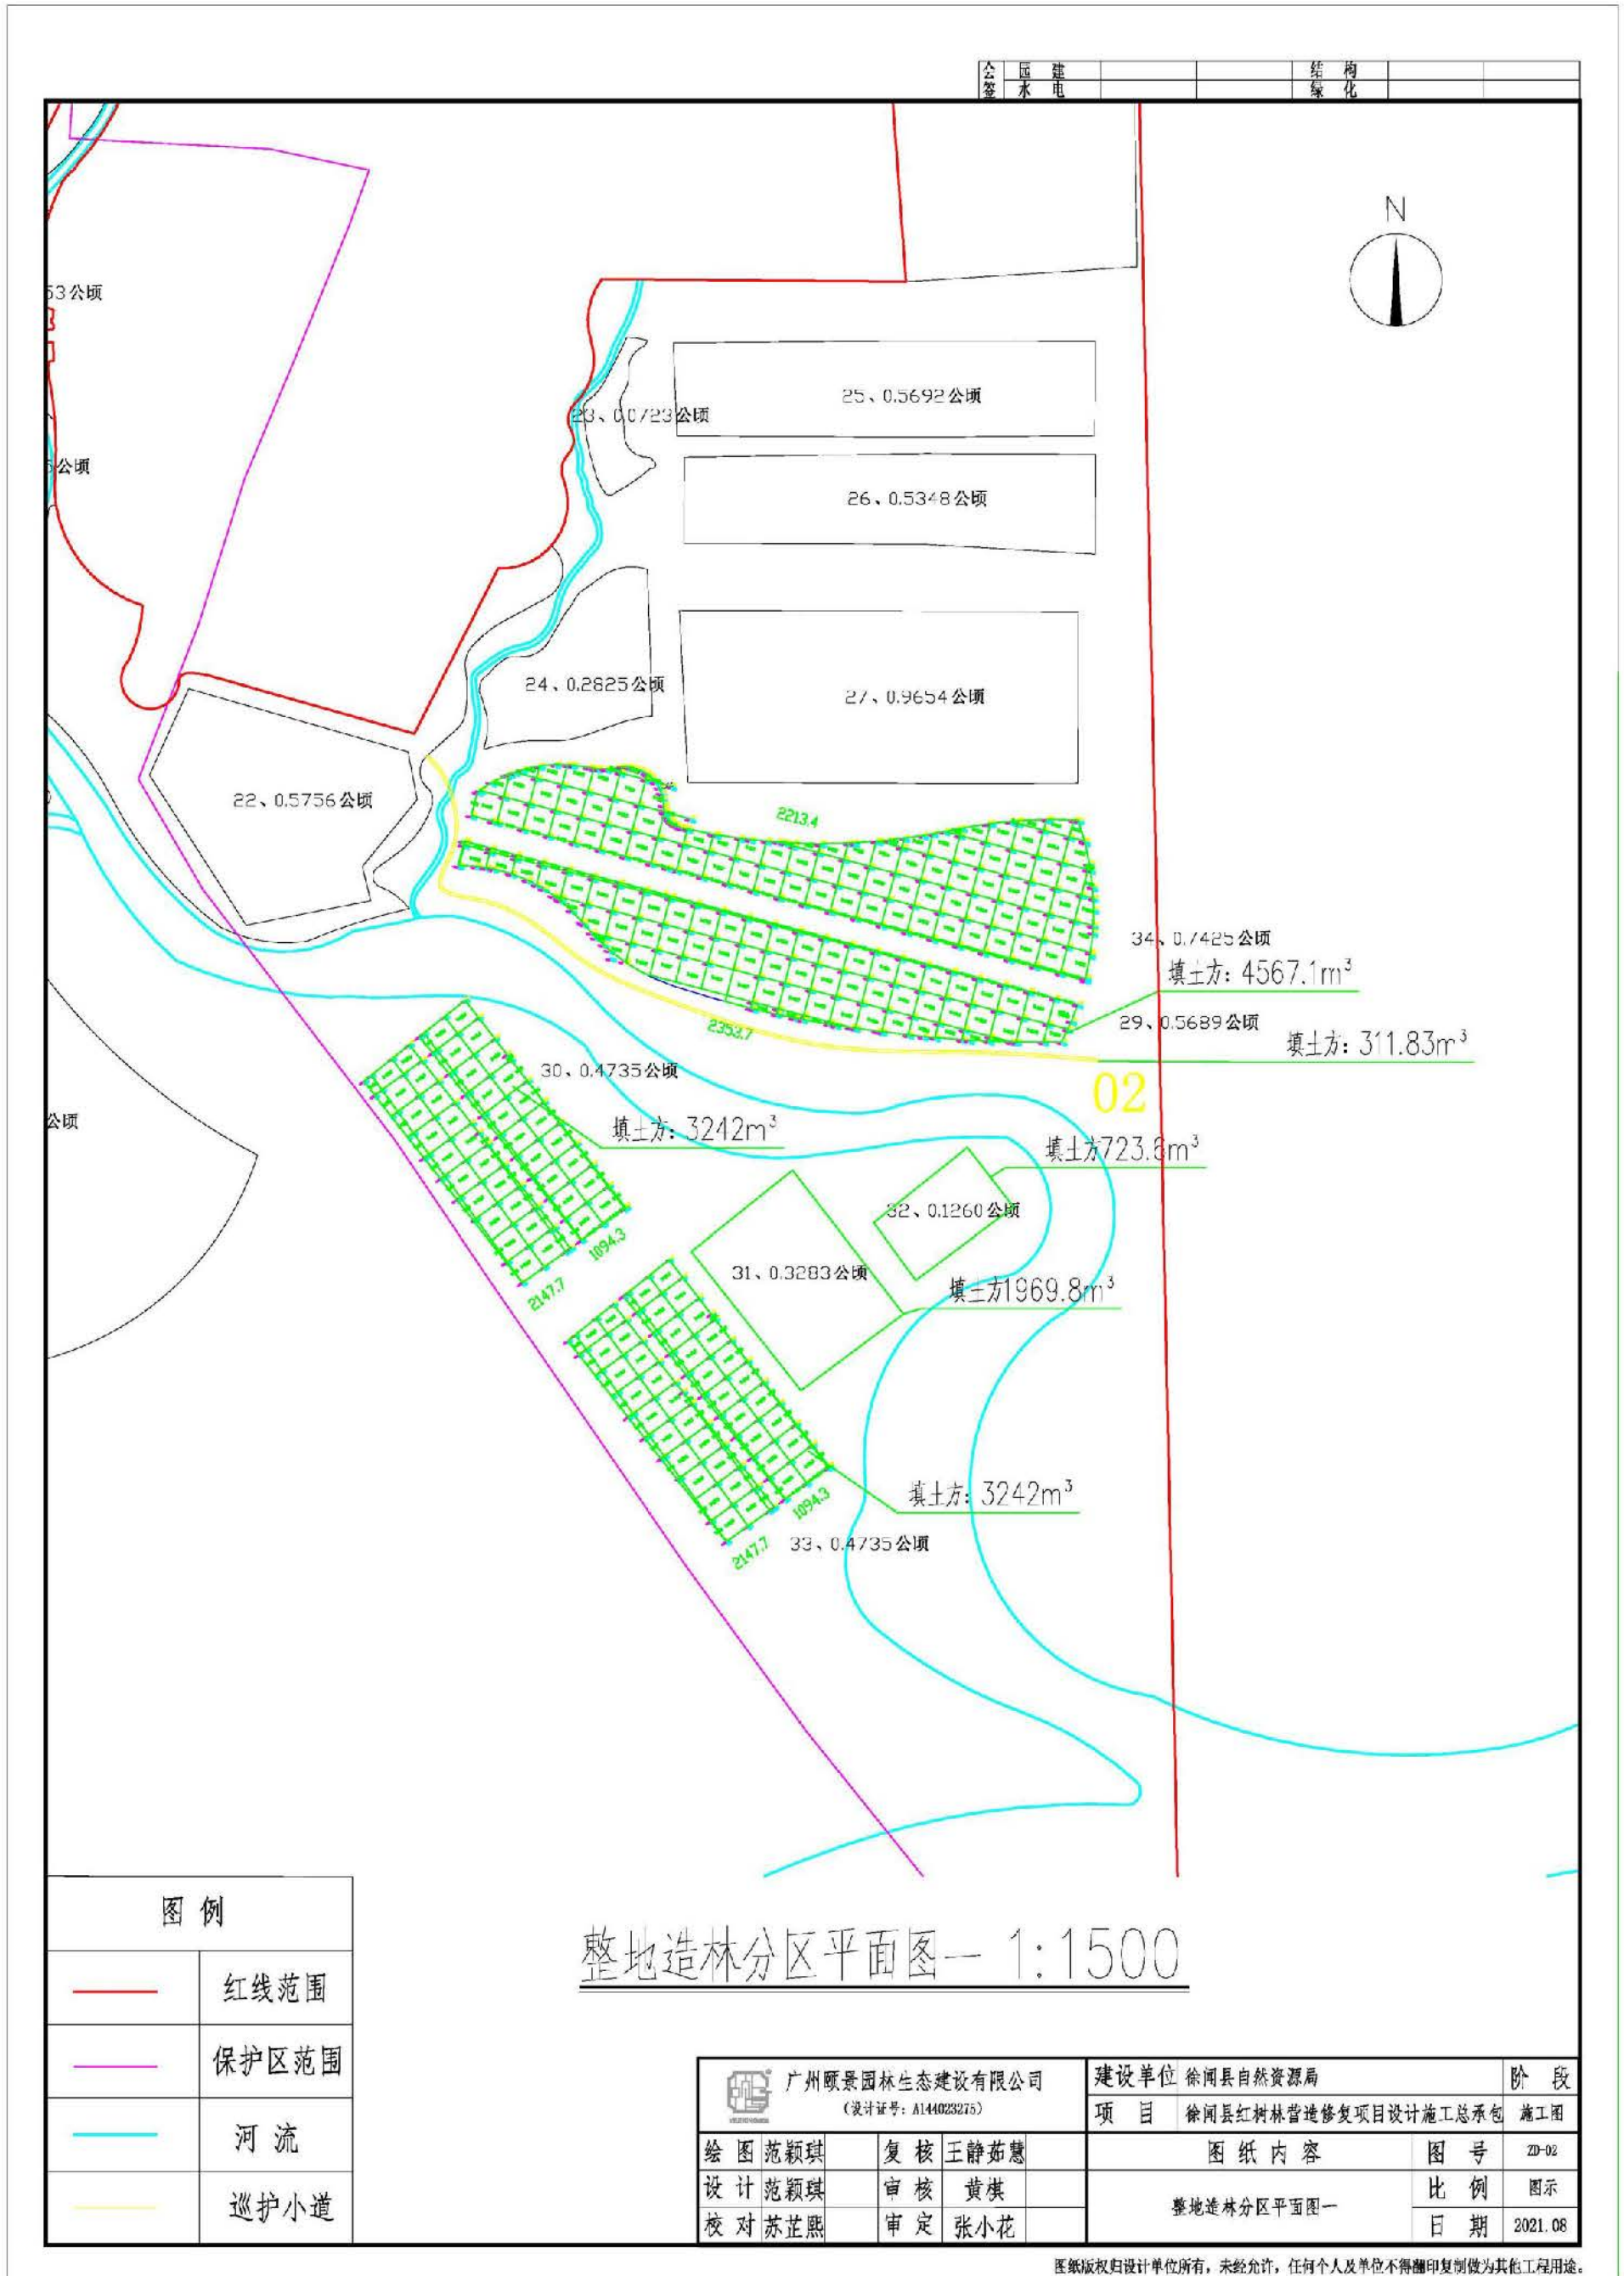 会签 园建 结构
水电 绿化
N
53公顷
公顷
23、0.0723公顷
25、0.5692公顷
26、0.5348公顷
24、0.2825公顷
27、0.9654公顷
22、0.5756公顷
2213.4
34、0.7425公顷
填土方：4567.1m³
2353.7
29、0.5689公顷
填土方：311.83m³
02
30、0.4735公顷
填土方：3242m³
公顷
填土方723.6m³
32、0.1260公顷
1094.3
2147.7
31、0.3283公顷
填土方1969.8m³
填土方：3242m³
1094.3
2147.7
33、0.4735公顷
图例
红线范围
保护区范围
河流
巡护小道
整地造林分区平面图一 1:1500
广州颐景园林生态建设有限公司
（设计证号：A144023275）
建设单位 徐闻县自然资源局 阶段
项目 徐闻县红树林营造修复项目设计施工总承包 施工图
绘图 范颖琪 复核 王静茹慧 图纸内容 图号 ZD-02
设计 范颖琪 审核 黄棋 整地造林分区平面图一 比例 图示
校对 苏芷熙 审定 张小花 日期 2021.08
图纸版权归设计单位所有，未经允许，任何个人及单位不得翻印复制做为其他工程用途。